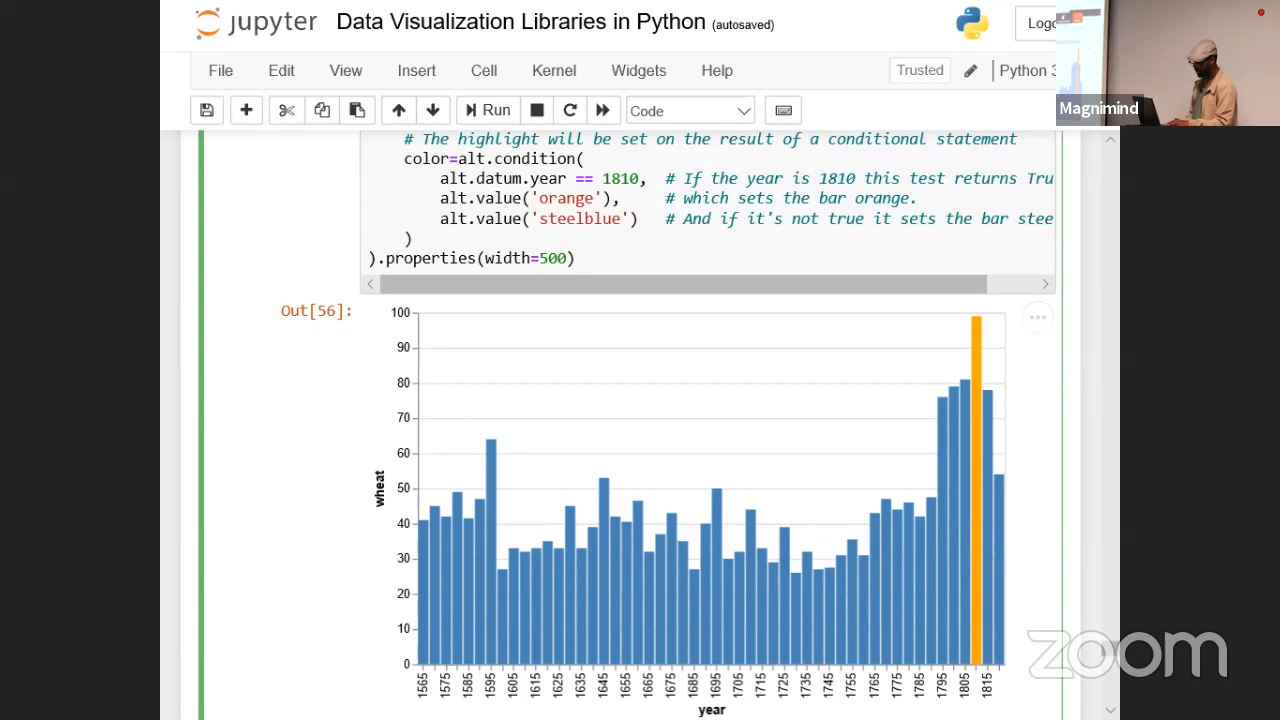 jupyter Data Visualization Libraries in Python (autosaved)
File Edit View Insert Cell Kernel Widgets Help
Trusted
Python 3
Run
Code
Magnimind
# The highlight will be set on the result of a conditional statement
color=alt.condition(
alt.datum.year == 1810, # If the year is 1810 this test returns Tru
alt.value('orange'), # which sets the bar orange.
alt.value('steelblue') # And if it's not true it sets the bar stee
)
).properties(width=500)
Out[56]:
100
90
80
70
60
50
40
30
20
10
0
wheat
1565 1575 1585 1595 1605 1615 1625 1635 1645 1655 1665 1675 1685 1695 1705 1715 1725 1735 1745 1755 1765 1775 1785 1795 1805 1815
year
zoom